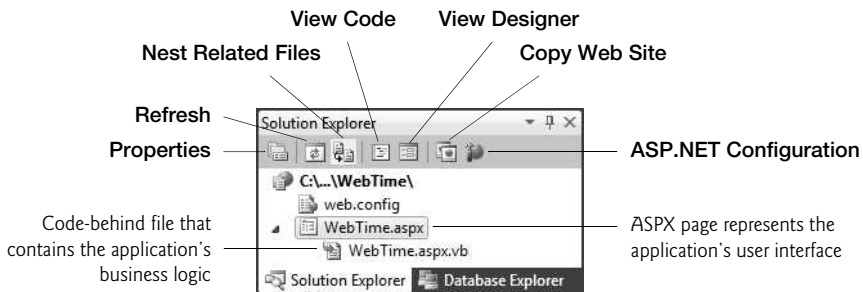 View Code
View Designer
Nest Related Files
Copy Web Site
Refresh
Properties
Solution Explorer
ASP.NET Configuration
C:\...\WebTime\
web.config
WebTime.aspx
WebTime.aspx.vb
Code-behind file that
contains the application's
business logic
ASPX page represents the
application's user interface
Solution Explorer
Database Explorer